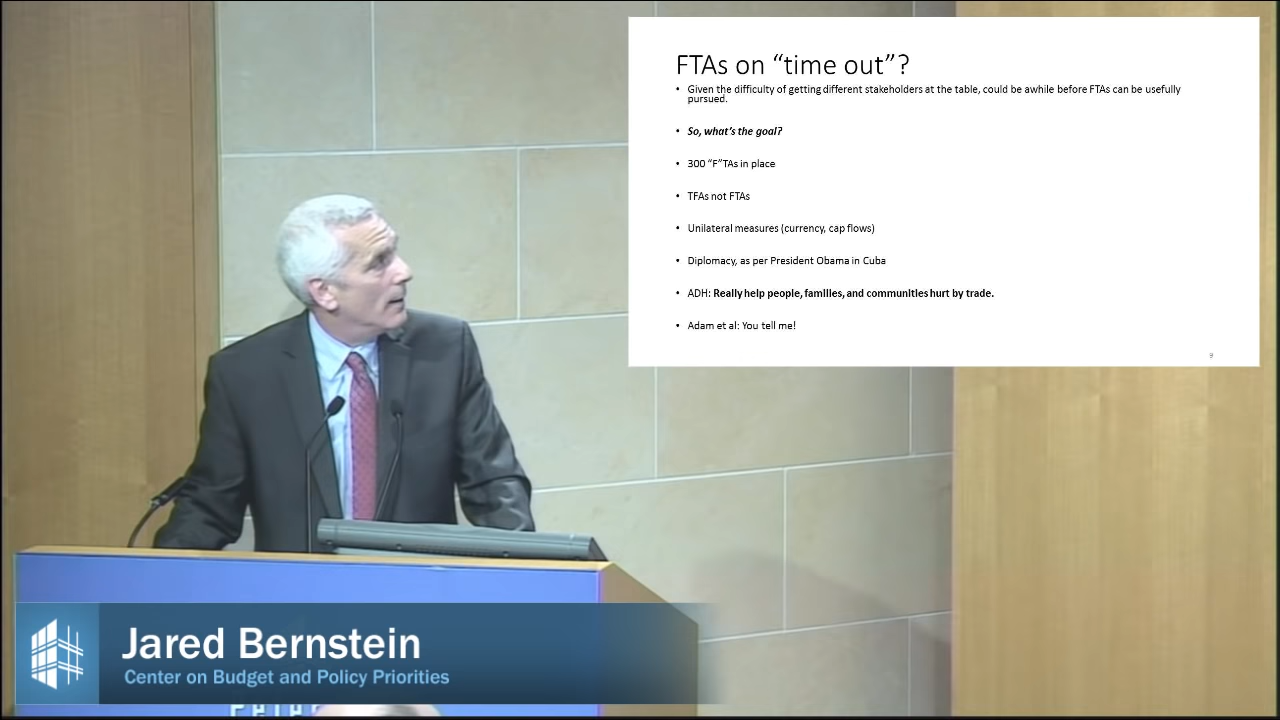 FTAs on “time out”?
• Given the difficulty of getting different stakeholders at the table, could be awhile before FTAs can be usefully
pursued.
• So, what’s the goal?
• 300 “F”TAs in place
• TFAs not FTAs
• Unilateral measures (currency, cap flows)
• Diplomacy, as per President Obama in Cuba
• ADH: Really help people, families, and communities hurt by trade.
• Adam et al: You tell me!
9
Jared Bernstein
Center on Budget and Policy Priorities